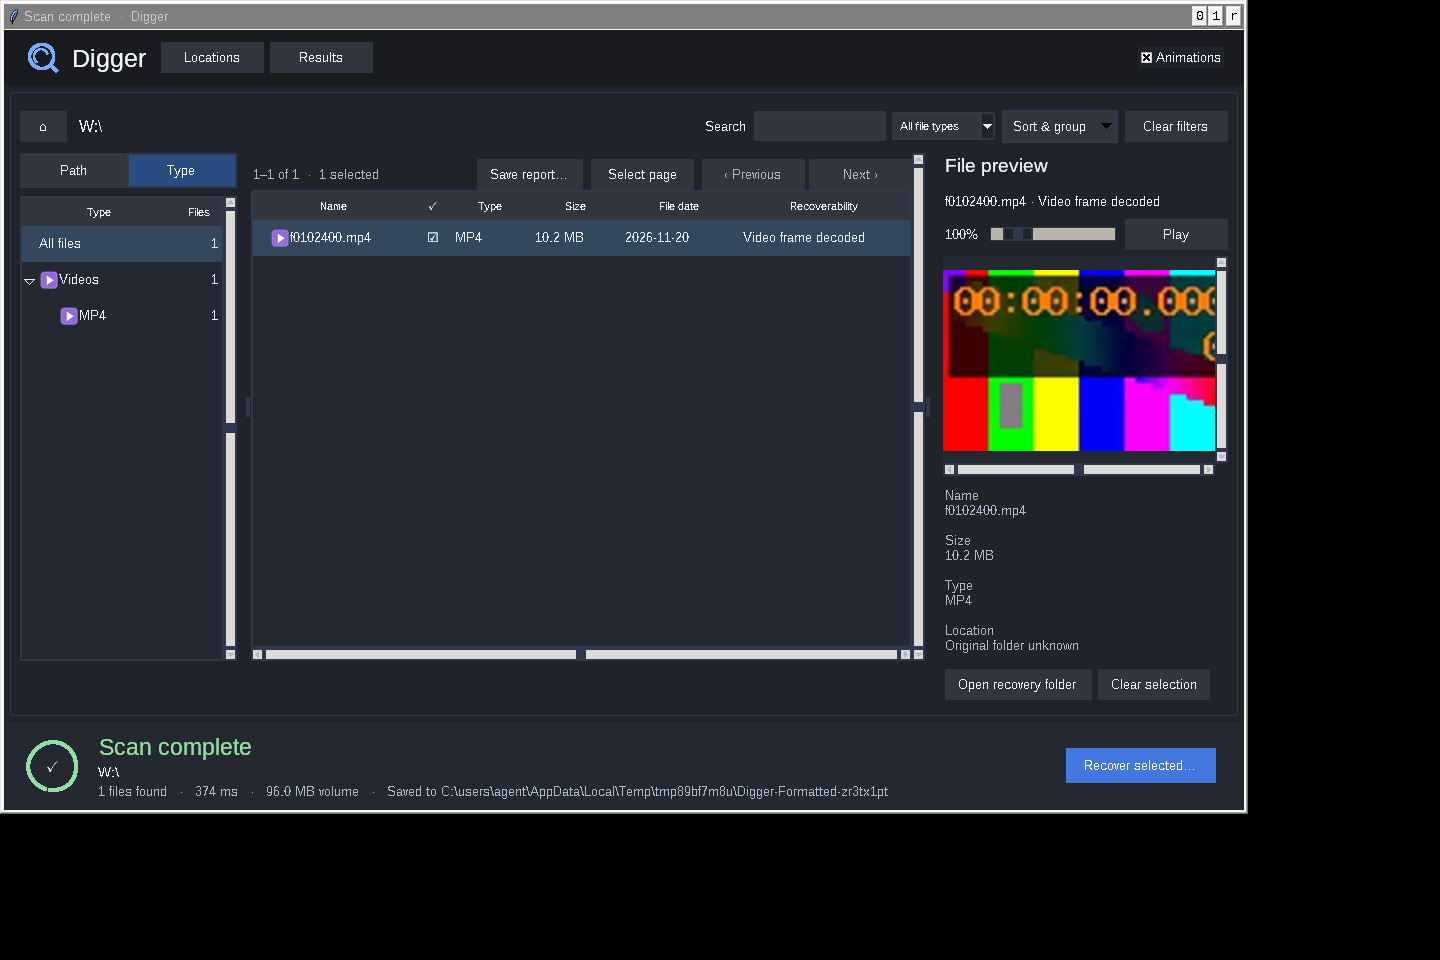 Scan complete · Digger
0 1 r
Digger
Locations
Results
Animations
⌂
W:\
Search
All file types
Sort & group
Clear filters
Path
Type
1–1 of 1 · 1 selected
Save report...
Select page
‹ Previous
Next ›
File preview
Type Files
Name ✓ Type Size File date Recoverability
f0102400.mp4 · Video frame decoded
All files 1
f0102400.mp4 ☑ MP4 10.2 MB 2026-11-20 Video frame decoded
100%
Play
Videos 1
MP4 1
00:00:00.000
Name
f0102400.mp4
Size
10.2 MB
Type
MP4
Location
Original folder unknown
Open recovery folder
Clear selection
✓
Scan complete
W:\
1 files found · 374 ms · 96.0 MB volume · Saved to C:\users\agent\AppData\Local\Temp\tmp89bf7m8u\Digger-Formatted-zr3tx1pt
Recover selected...